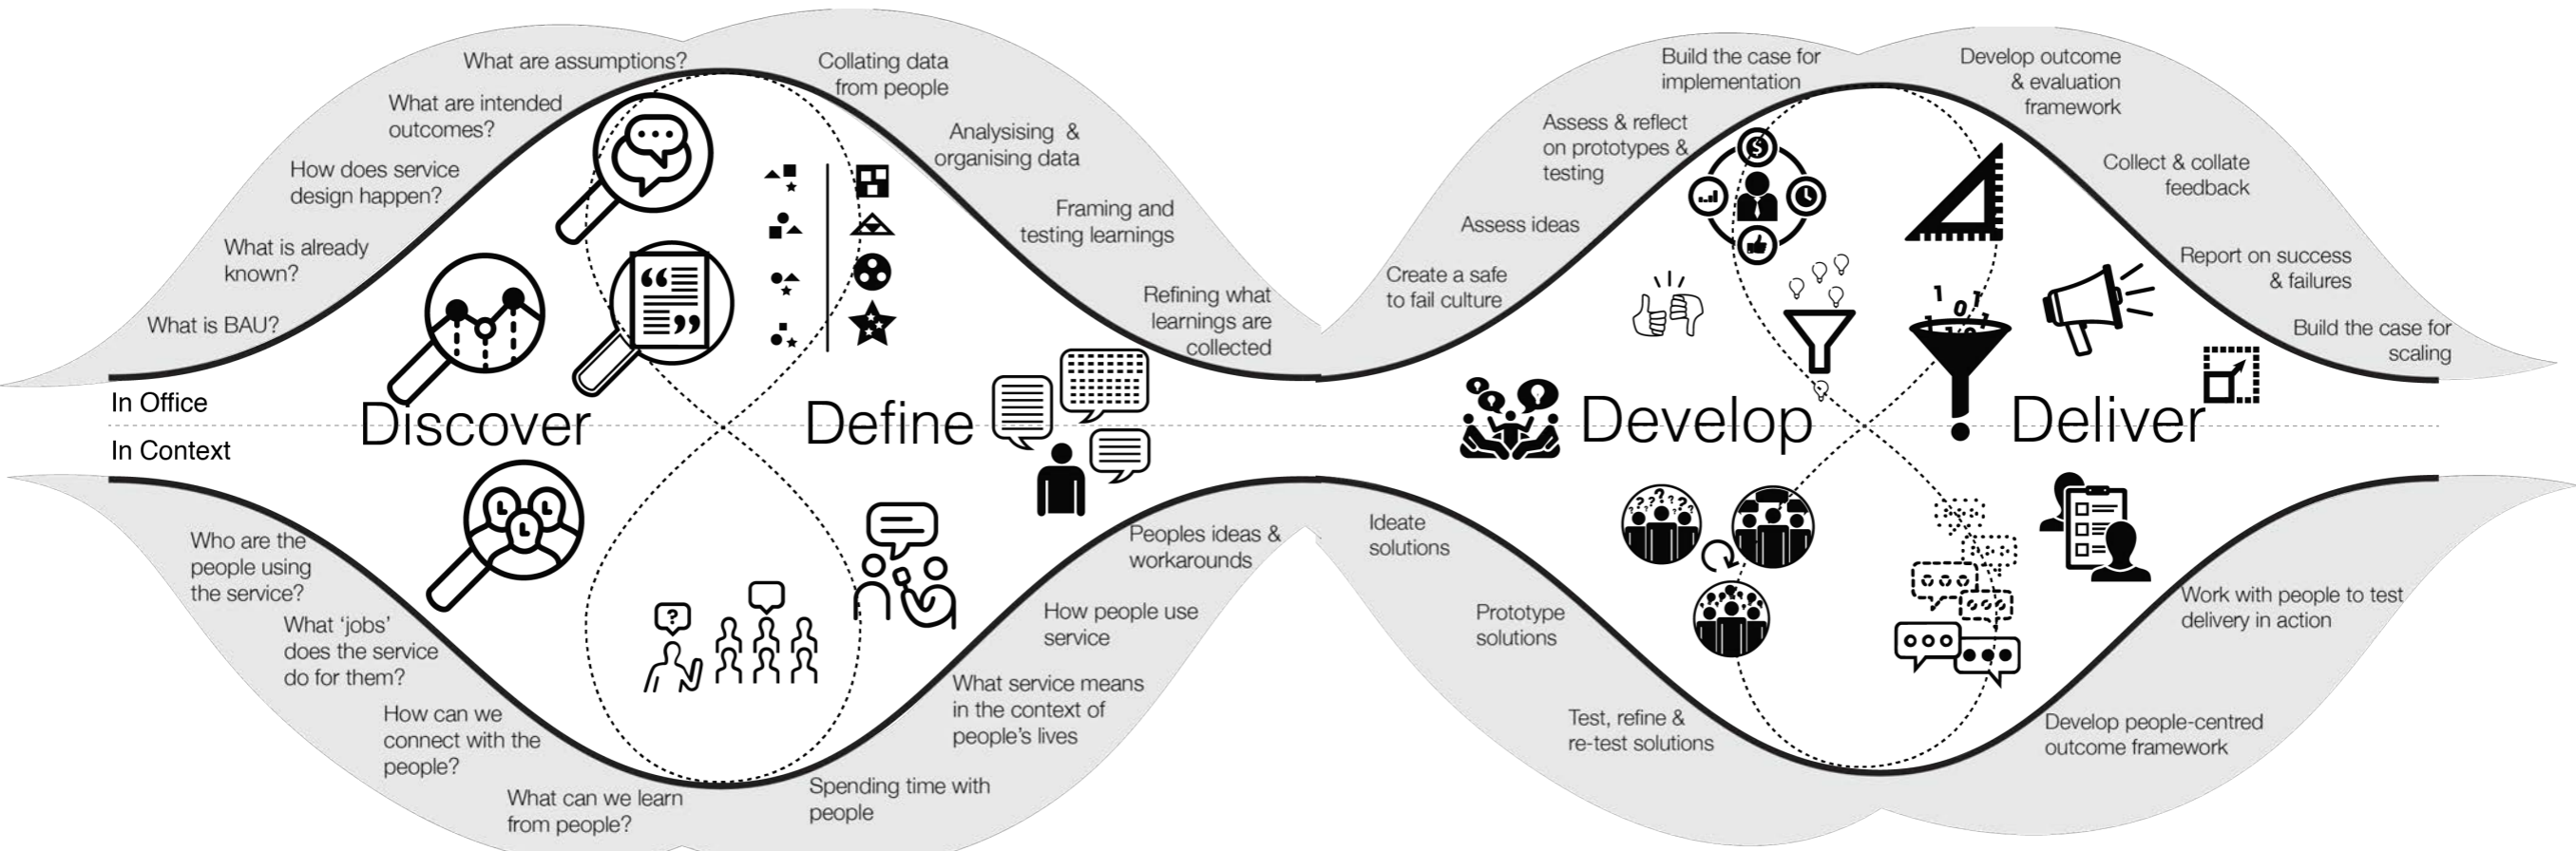 What are assumptions?
What are intended
outcomes?
How does service
design happen?
What is already
known?
What is BAU?
Collating data
from people
Analysising &
organising data
Framing and
testing learnings
Refining what
learnings are
collected
Build the case for
implementation
Assess & reflect
on prototypes &
testing
Assess ideas
Create a safe
to fail culture
Develop outcome
& evaluation
framework
Collect & collate
feedback
Report on success
& failures
Build the case for
scaling
In Office
In Context
Discover
Define
Develop
Deliver
Who are the
people using
the service?
What ‘jobs’
does the service
do for them?
How can we
connect with the
people?
What can we learn
from people?
Peoples ideas &
workarounds
How people use
service
What service means
in the context of
people’s lives
Spending time with
people
Ideate
solutions
Prototype
solutions
Test, refine &
re-test solutions
Work with people to test
delivery in action
Develop people-centred
outcome framework